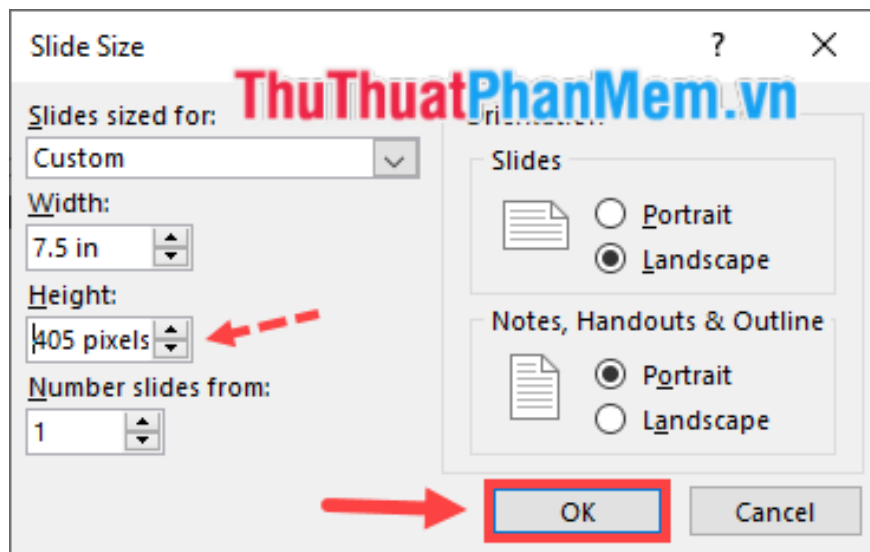 Slide Size
ThuThuatPhanMem.vn
Slides sized for:
Custom
Width:
7.5 in
Height:
405 pixels
Number slides from:
1
Orientation
Slides
Portrait
Landscape
Notes, Handouts & Outline
Portrait
Landscape
OK
Cancel